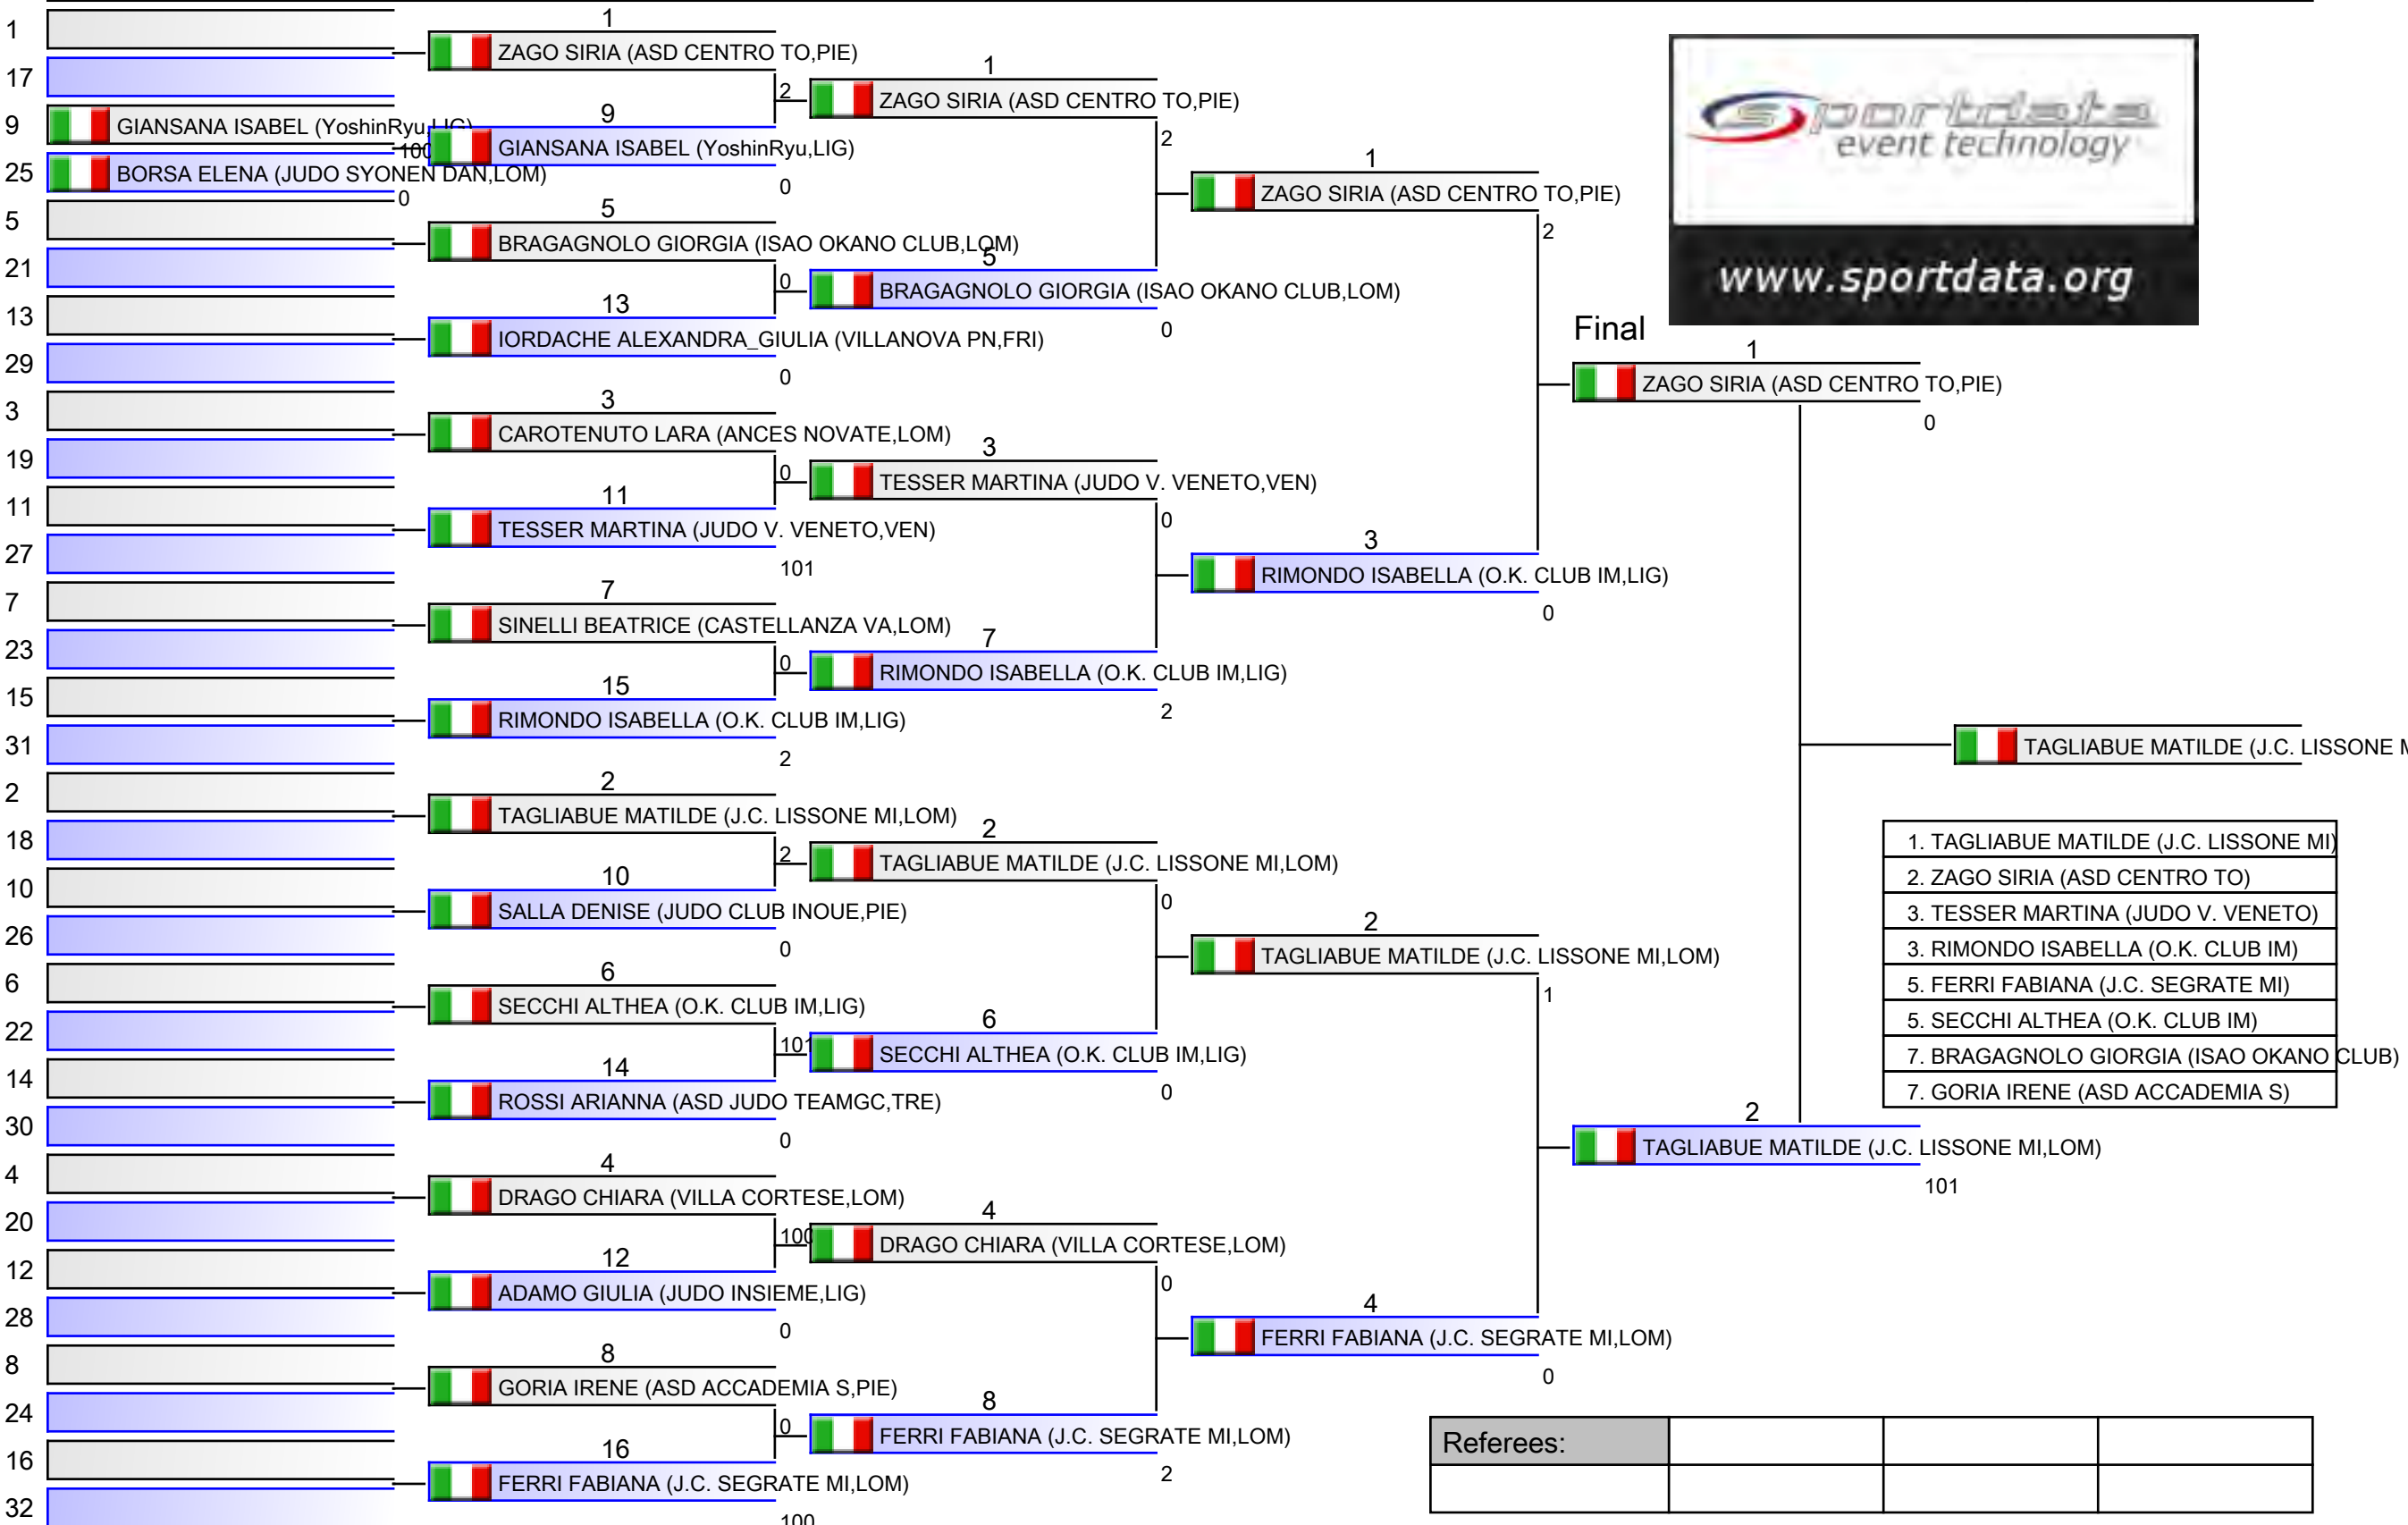 1
17
9 GIANSANA ISABEL (YoshinRyu,LIG)
100
25 BORSA ELENA (JUDO SYONEN DAN,LOM)
0
5
21
13
29
3
19
11
27
7
23
15
31
2
18
10
26
6
22
14
30
4
20
12
28
8
24
16
32
1
ZAGO SIRIA (ASD CENTRO TO,PIE)
2
9
GIANSANA ISABEL (YoshinRyu,LIG)
0
5
BRAGAGNOLO GIORGIA (ISAO OKANO CLUB,LOM)
0
13
IORDACHE ALEXANDRA_GIULIA (VILLANOVA PN,FRI)
0
3
CAROTENUTO LARA (ANCES NOVATE,LOM)
0
11
TESSER MARTINA (JUDO V. VENETO,VEN)
101
7
SINELLI BEATRICE (CASTELLANZA VA,LOM)
0
15
RIMONDO ISABELLA (O.K. CLUB IM,LIG)
2
2
TAGLIABUE MATILDE (J.C. LISSONE MI,LOM)
2
10
SALLA DENISE (JUDO CLUB INOUE,PIE)
0
6
SECCHI ALTHEA (O.K. CLUB IM,LIG)
101
14
ROSSI ARIANNA (ASD JUDO TEAMGC,TRE)
0
4
DRAGO CHIARA (VILLA CORTESE,LOM)
100
12
ADAMO GIULIA (JUDO INSIEME,LIG)
0
8
GORIA IRENE (ASD ACCADEMIA S,PIE)
0
16
FERRI FABIANA (J.C. SEGRATE MI,LOM)
100
1
ZAGO SIRIA (ASD CENTRO TO,PIE)
2
5
BRAGAGNOLO GIORGIA (ISAO OKANO CLUB,LOM)
0
3
TESSER MARTINA (JUDO V. VENETO,VEN)
0
7
RIMONDO ISABELLA (O.K. CLUB IM,LIG)
2
2
TAGLIABUE MATILDE (J.C. LISSONE MI,LOM)
0
6
SECCHI ALTHEA (O.K. CLUB IM,LIG)
0
4
DRAGO CHIARA (VILLA CORTESE,LOM)
0
8
FERRI FABIANA (J.C. SEGRATE MI,LOM)
2
1
ZAGO SIRIA (ASD CENTRO TO,PIE)
2
3
RIMONDO ISABELLA (O.K. CLUB IM,LIG)
0
2
TAGLIABUE MATILDE (J.C. LISSONE MI,LOM)
1
4
FERRI FABIANA (J.C. SEGRATE MI,LOM)
0
sportdata
event technology
www.sportdata.org
Final
1
ZAGO SIRIA (ASD CENTRO TO,PIE)
0
2
TAGLIABUE MATILDE (J.C. LISSONE MI,LOM)
101
TAGLIABUE MATILDE (J.C. LISSONE
1. TAGLIABUE MATILDE (J.C. LISSONE MI)
2. ZAGO SIRIA (ASD CENTRO TO)
3. TESSER MARTINA (JUDO V. VENETO)
3. RIMONDO ISABELLA (O.K. CLUB IM)
5. FERRI FABIANA (J.C. SEGRATE MI)
5. SECCHI ALTHEA (O.K. CLUB IM)
7. BRAGAGNOLO GIORGIA (ISAO OKANO CLUB)
7. GORIA IRENE (ASD ACCADEMIA S)
Referees: